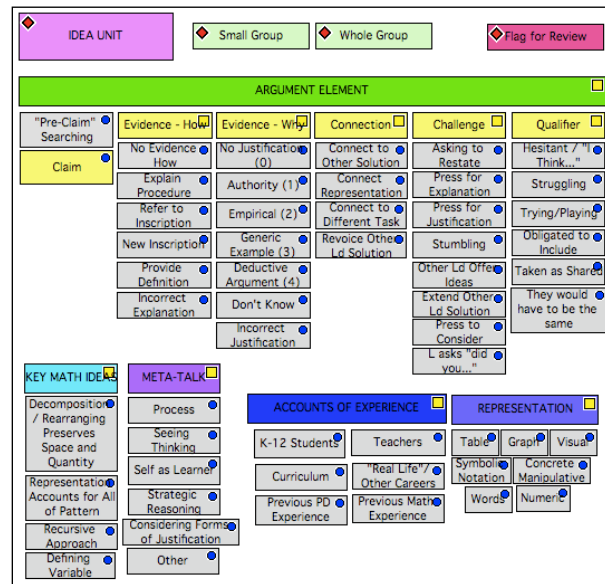 IDEA UNIT
Small Group
Whole Group
Flag for Review
ARGUMENT ELEMENT
"Pre-Claim"
Searching
Claim
Evidence - How
No Evidence
How
Explain
Procedure
Refer to
Inscription
New Inscription
Provide
Definition
Incorrect
Explanation
Evidence - Why
No Justification
(0)
Authority (1)
Empirical (2)
Generic
Example (3)
Deductive
Argument (4)
Don't Know
Incorrect
Justification
Connection
Connect to
Other Solution
Connect
Representation
Connect to
Different Task
Revoice Other
Ld Solution
Challenge
Asking to
Restate
Press for
Explanation
Press for
Justification
Stumbling
Other Ld Offer
Ideas
Extend Other
Ld Solution
Press to
Consider
L asks "did
you..."
Qualifier
Hesitant / "I
Think..."
Struggling
Trying/Playing
Obligated to
Include
Taken as Shared
They would
have to be the
same
KEY MATH IDEAS
Decomposition
/ Rearranging
Preserves
Space and
Quantity
Representation
Accounts for All
of Pattern
Recursive
Approach
Defining
Variable
META-TALK
Process
Seeing
Thinking
Self as Learner
Strategic
Reasoning
Considering Forms
of Justification
Other
ACCOUNTS OF EXPERIENCE
K-12 Students
Teachers
Curriculum
"Real Life"/
Other Careers
Previous PD
Experience
Previous Math
Experience
REPRESENTATION
Table
Graph
Visual
Symbolic
Notation
Concrete
Manipulative
Words
Numeric